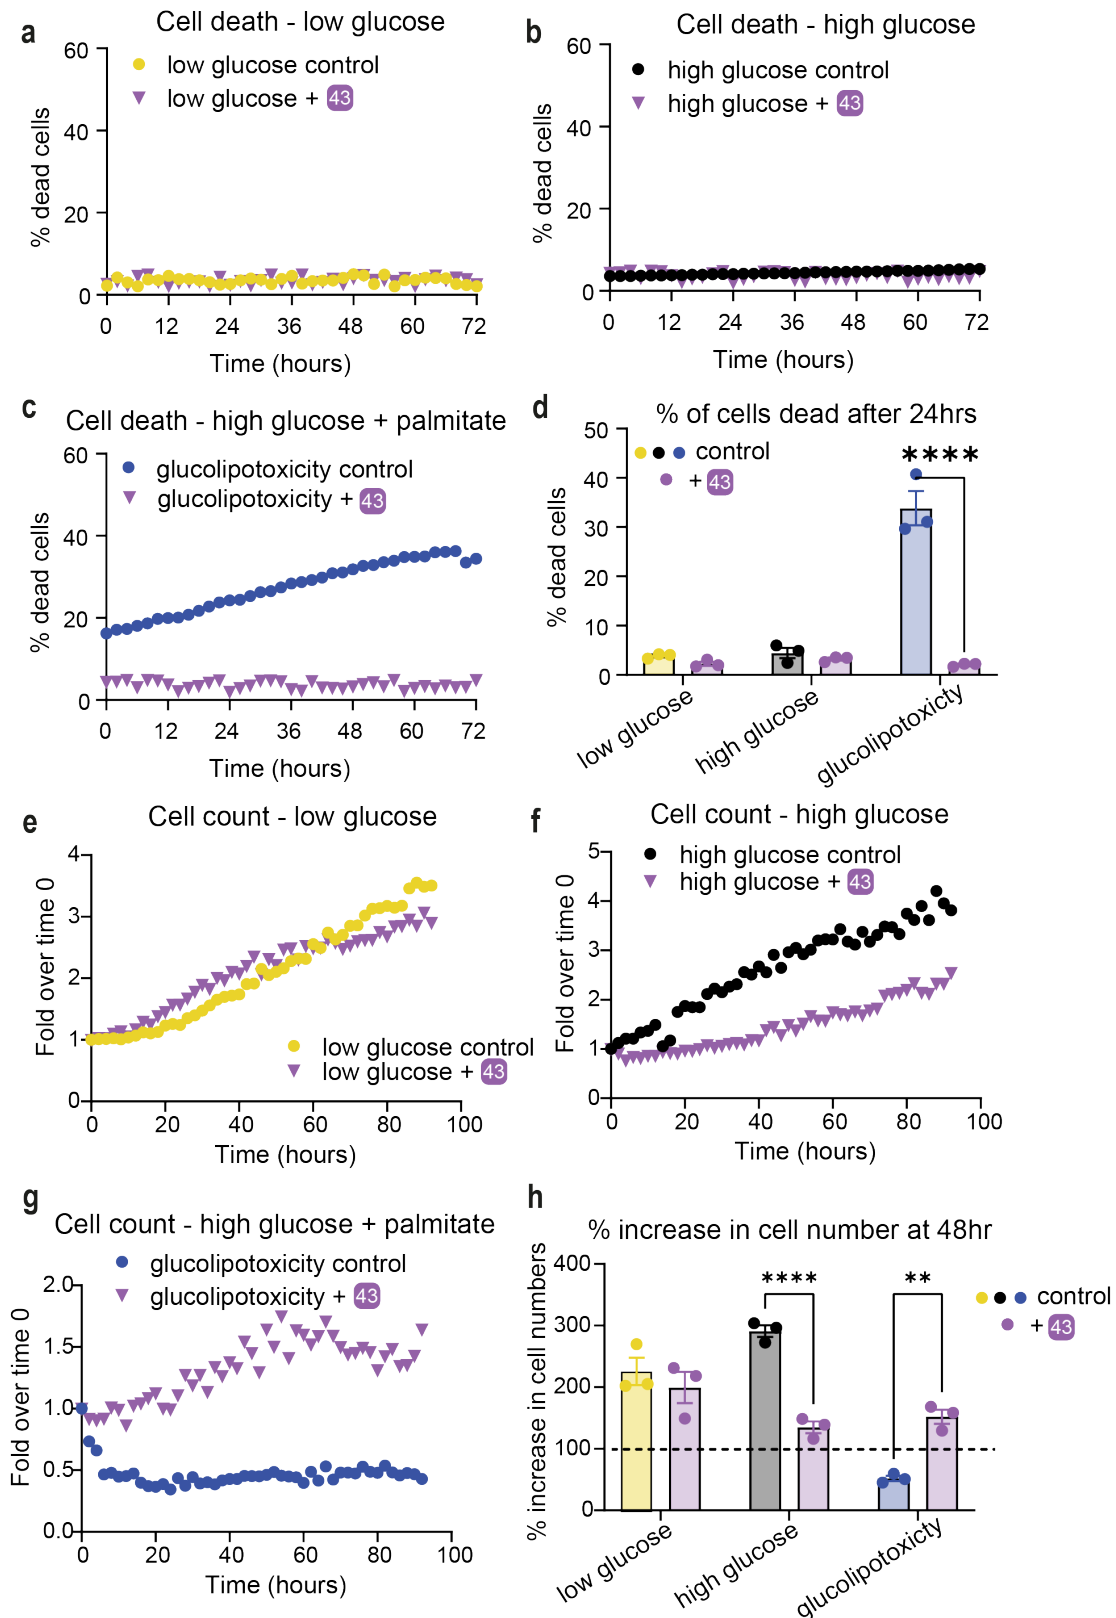 a
Cell death - low glucose
60
40
20
0
% dead cells
low glucose control
low glucose + 43
0 12 24 36 48 60 72
Time (hours)
b
Cell death - high glucose
60
40
20
0
% dead cells
high glucose control
high glucose + 43
0 12 24 36 48 60 72
Time (hours)
c
Cell death - high glucose + palmitate
60
40
20
0
% dead cells
glucolipotoxicity control
glucolipotoxicity + 43
0 12 24 36 48 60 72
Time (hours)
d
% of cells dead after 24hrs
50
40
30
20
10
0
% dead cells
control
+ 43
****
low glucose
high glucose
glucolipotoxicty
e
Cell count - low glucose
4
3
2
1
0
Fold over time 0
low glucose control
low glucose + 43
0 20 40 60 80 100
Time (hours)
f
Cell count - high glucose
5
4
3
2
1
0
Fold over time 0
high glucose control
high glucose + 43
0 20 40 60 80 100
Time (hours)
g
Cell count - high glucose + palmitate
2.0
1.5
1.0
0.5
0.0
Fold over time 0
glucolipotoxicity control
glucolipotoxicity + 43
0 20 40 60 80 100
Time (hours)
h
% increase in cell number at 48hr
400
300
200
100
0
% increase in cell numbers
****
**
control
+ 43
low glucose
high glucose
glucolipotoxicty